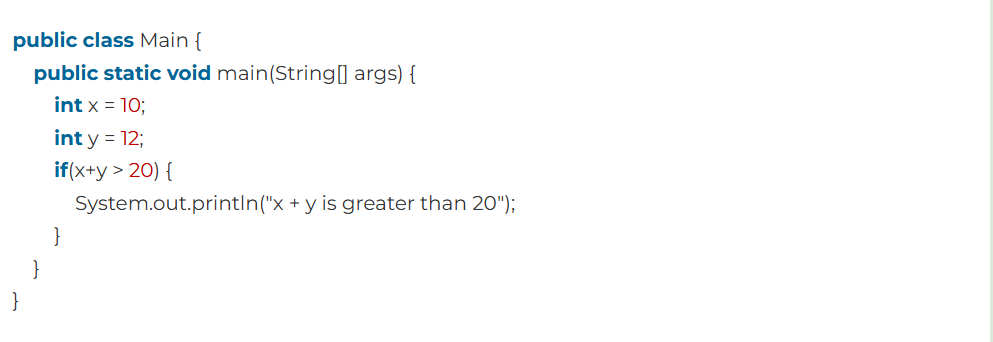 public class Main {
public static void main(String[] args) {
int x = 10;
int y = 12;
if(x+y > 20) {
System.out.println("x + y is greater than 20");
}
}
}